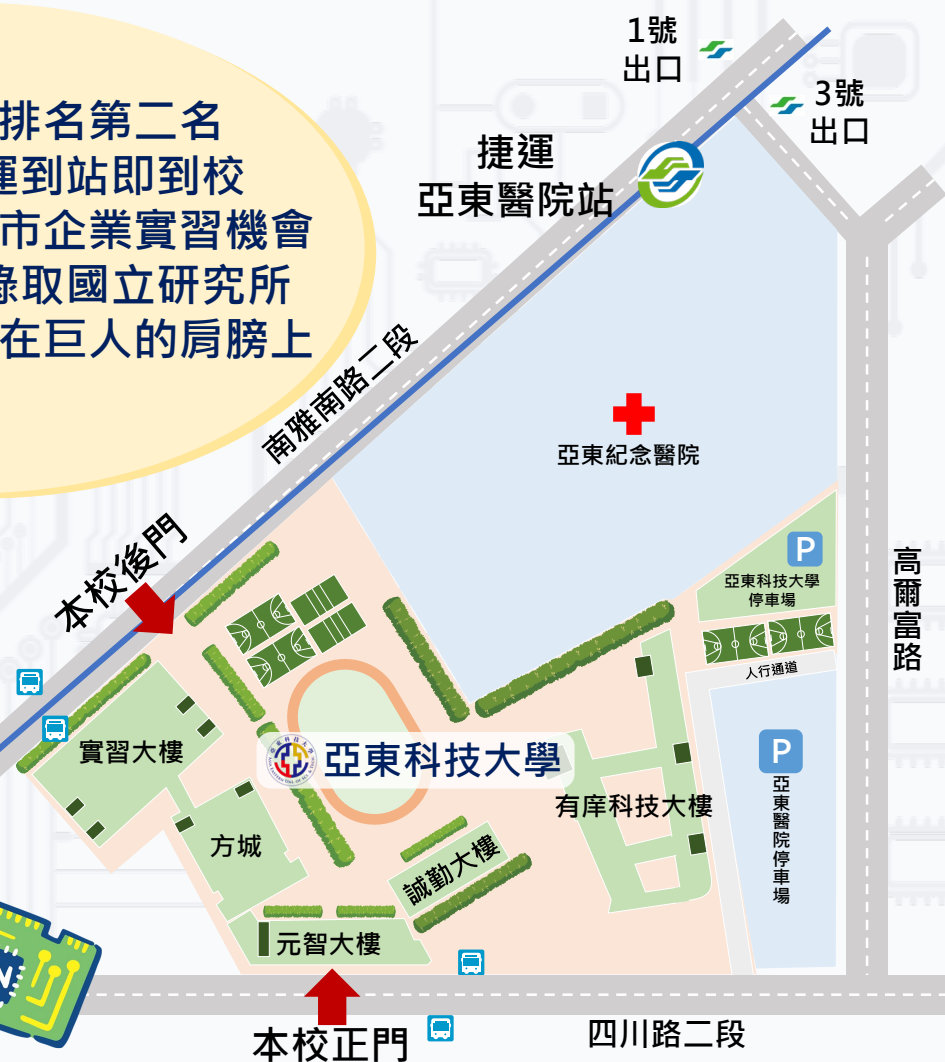 1號
出口
3號
出口
捷運
亞東醫院站
排名第二名
運到站即到校
市企業實習機會
錄取國立研究所
在巨人的肩膀上
南雅南路二段
亞東紀念醫院
本校後門
P
亞東科技大學
停車場
高爾富路
人行通道
實習大樓
亞東科技大學
P
亞東醫院停車場
有庠科技大樓
方城
誠勤大樓
元智大樓
本校正門
四川路二段